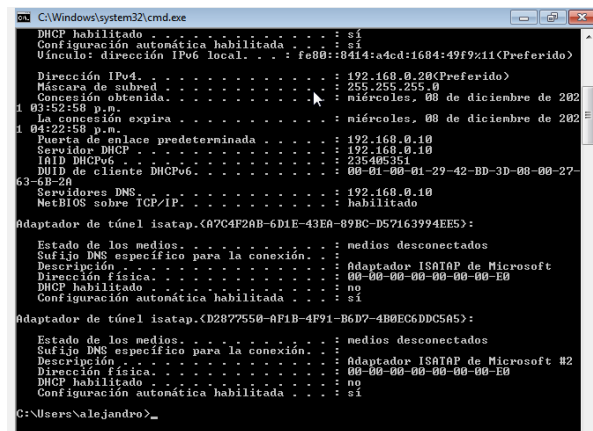 C:\Windows\system32\cmd.exe
DHCP habilitado . . . . . . . . . . . . . : sí
Configuración automática habilitada . . . : sí
Vínculo: dirección IPv6 local. . . : fe80::8414:a4cd:1684:49f9%11(Preferido)
Dirección IPv4. . . . . . . . . . . . . . : 192.168.0.20(Preferido)
Máscara de subred . . . . . . . . . . . . : 255.255.255.0
Concesión obtenida. . . . . . . . . . . . : miércoles, 08 de diciembre de 202
1 03:52:58 p.m.
La concesión expira . . . . . . . . . . . : miércoles, 08 de diciembre de 202
1 04:22:58 p.m.
Puerta de enlace predeterminada . . . . . : 192.168.0.10
Servidor DHCP . . . . . . . . . . . . . . : 192.168.0.10
IAID DHCPv6 . . . . . . . . . . . . . . . : 235405351
DUID de cliente DHCPv6. . . . . . . . . . : 00-01-00-01-29-42-BD-3D-08-00-27-
63-6B-2A
Servidores DNS. . . . . . . . . . . . . . : 192.168.0.10
NetBIOS sobre TCP/IP. . . . . . . . . . . : habilitado
Adaptador de túnel isatap.{A7C4F2AB-6D1E-43EA-89BC-D57163994EE5}:
Estado de los medios. . . . . . . . . . . : medios desconectados
Sufijo DNS específico para la conexión. . :
Descripción . . . . . . . . . . . . . . . : Adaptador ISATAP de Microsoft
Dirección física. . . . . . . . . . . . . : 00-00-00-00-00-00-00-E0
DHCP habilitado . . . . . . . . . . . . . : no
Configuración automática habilitada . . . : sí
Adaptador de túnel isatap.{D2877550-AF1B-4F91-B6D7-4B0EC6DDC5A5}:
Estado de los medios. . . . . . . . . . . : medios desconectados
Sufijo DNS específico para la conexión. . :
Descripción . . . . . . . . . . . . . . . : Adaptador ISATAP de Microsoft #2
Dirección física. . . . . . . . . . . . . : 00-00-00-00-00-00-00-E0
DHCP habilitado . . . . . . . . . . . . . : no
Configuración automática habilitada . . . : sí
C:\Users\alejandro>_